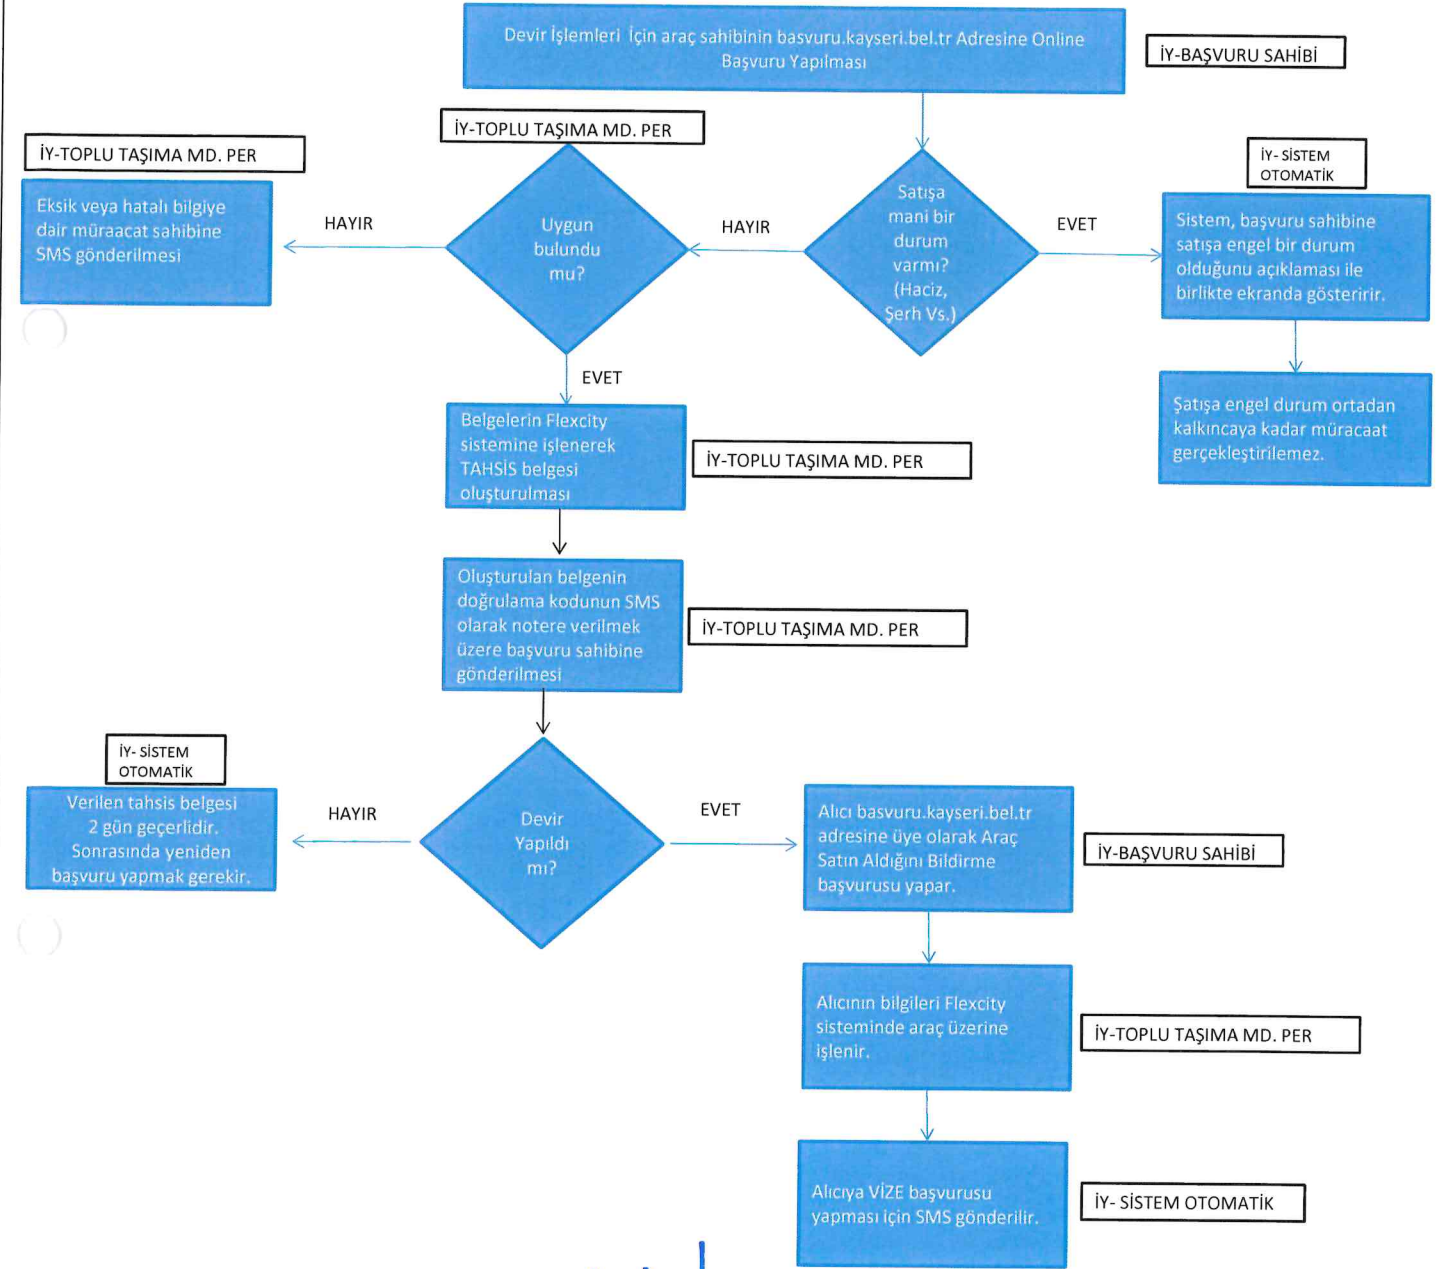 Devir İşlemleri İçin araç sahibinin basvuru.kayseri.bel.tr Adresine Online
Başvuru Yapılması
İY-BAŞVURU SAHİBİ
İY-TOPLU TAŞIMA MD. PER
İY-TOPLU TAŞIMA MD. PER
İY- SİSTEM
OTOMATİK
Eksik veya hatalı bilgiye
dair müraacat sahibine
SMS gönderilmesi
HAYIR
Uygun
bulundu
mu?
HAYIR
Satışa
mani bir
durum
varmı?
(Haciz,
Şerh Vs.)
EVET
Sistem, başvuru sahibine
satışa engel bir durum
olduğunu açıklaması ile
birlikte ekranda gösteririr.
Şatışa engel durum ortadan
kalkıncaya kadar müracaat
gerçekleştirilemez.
EVET
Belgelerin Flexcity
sistemine işlenerek
TAHSİS belgesi
oluşturulması
İY-TOPLU TAŞIMA MD. PER
Oluşturulan belgenin
doğrulama kodunun SMS
olarak notere verilmek
üzere başvuru sahibine
gönderilmesi
İY-TOPLU TAŞIMA MD. PER
İY- SİSTEM
OTOMATİK
Verilen tahsis belgesi
2 gün geçerlidir.
Sonrasında yeniden
başvuru yapmak gerekir.
HAYIR
Devir
Yapıldı
mı?
EVET
Alıcı basvuru.kayseri.bel.tr
adresine üye olarak Araç
Satın Aldığını Bildirme
başvurusu yapar.
İY-BAŞVURU SAHİBİ
Alıcının bilgileri Flexcity
sisteminde araç üzerine
işlenir.
İY-TOPLU TAŞIMA MD. PER
Alıcıya VİZE başvurusu
yapması için SMS gönderilir.
İY- SİSTEM OTOMATİK